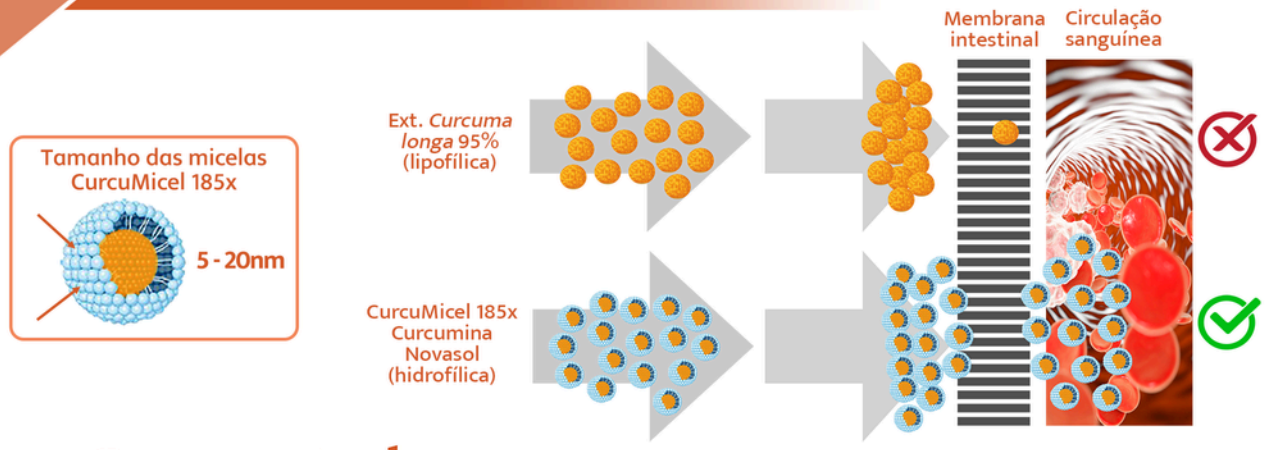 Membrana
intestinal
Circulação
sanguínea
Ext. Curcuma
longa 95%
(lipofílica)
Tamanho das micelas
CurcuMicel 185x
5 - 20nm
CurcuMicel 185x
Curcumina
Novasol
(hidrofílica)